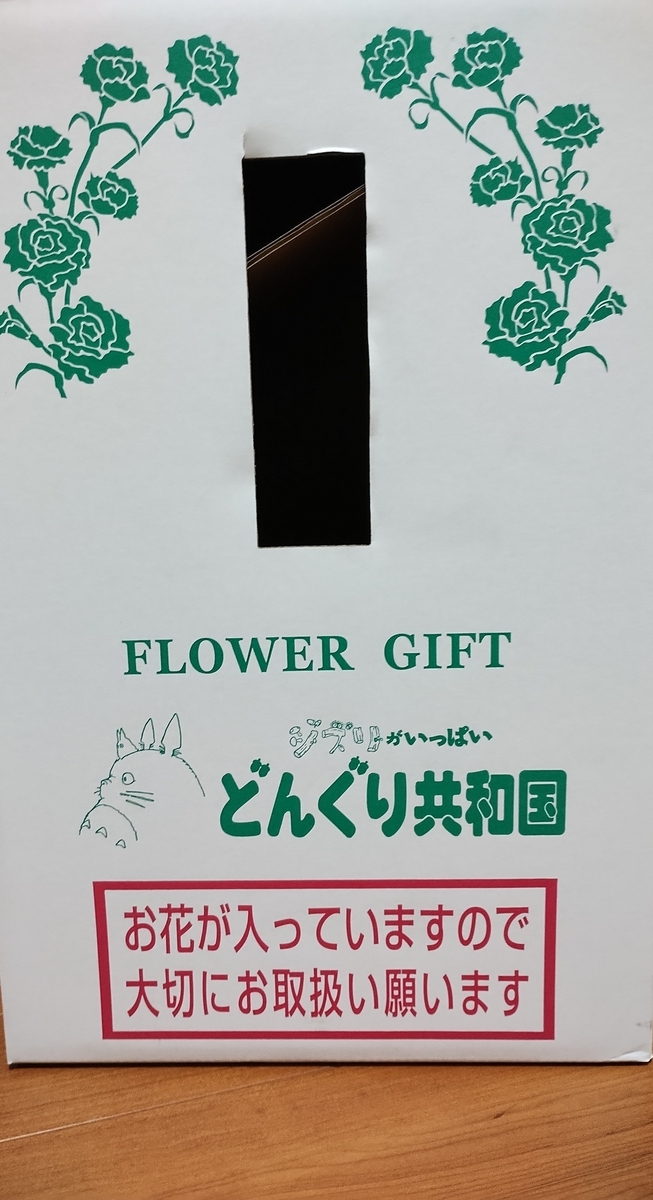 FLOWER GIFT
ジブリがいっぱい
どんぐり共和国
お花が入っていますので
大切にお取扱い願います